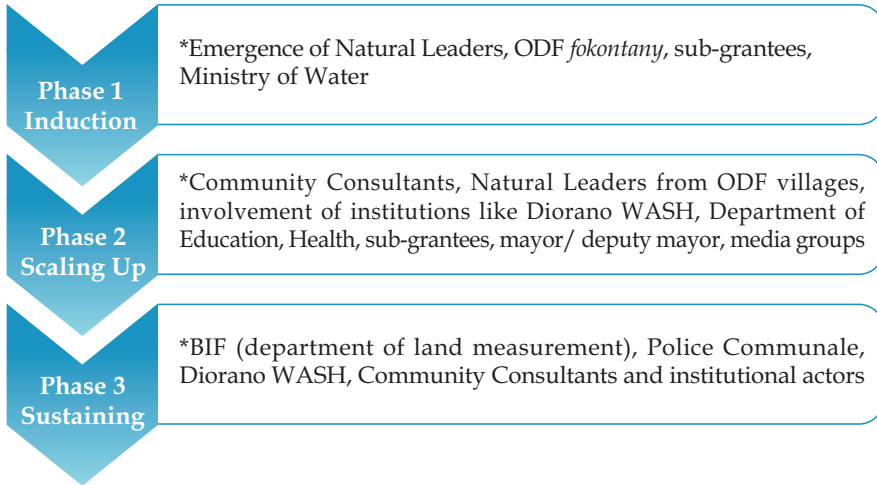 Phase 1
Induction
*Emergence of Natural Leaders, ODF fokontany, sub-grantees,
Ministry of Water
Phase 2
Scaling Up
*Community Consultants, Natural Leaders from ODF villages,
involvement of institutions like Diorano WASH, Department of
Education, Health, sub-grantees, mayor/ deputy mayor, media groups
Phase 3
Sustaining
*BIF (department of land measurement), Police Communale,
Diorano WASH, Community Consultants and institutional actors